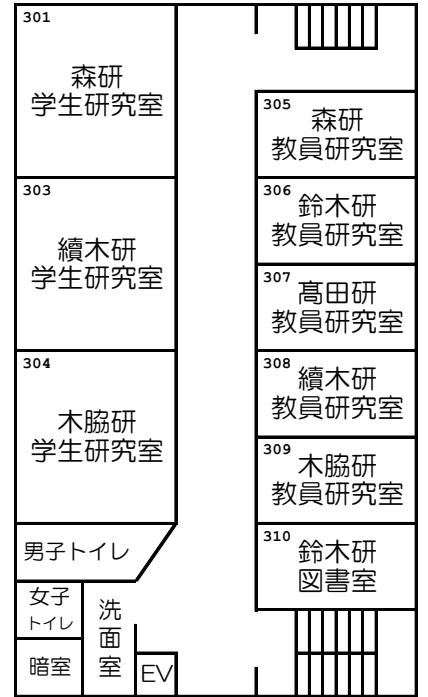 301
森研
学生研究室
303
續木研
学生研究室
304
木脇研
学生研究室
男子トイレ
女子
トイレ
洗
面
室
暗室
EV
305
森研
教員研究室
306
鈴木研
教員研究室
307
髙田研
教員研究室
308
續木研
教員研究室
309
木脇研
教員研究室
310
鈴木研
図書室